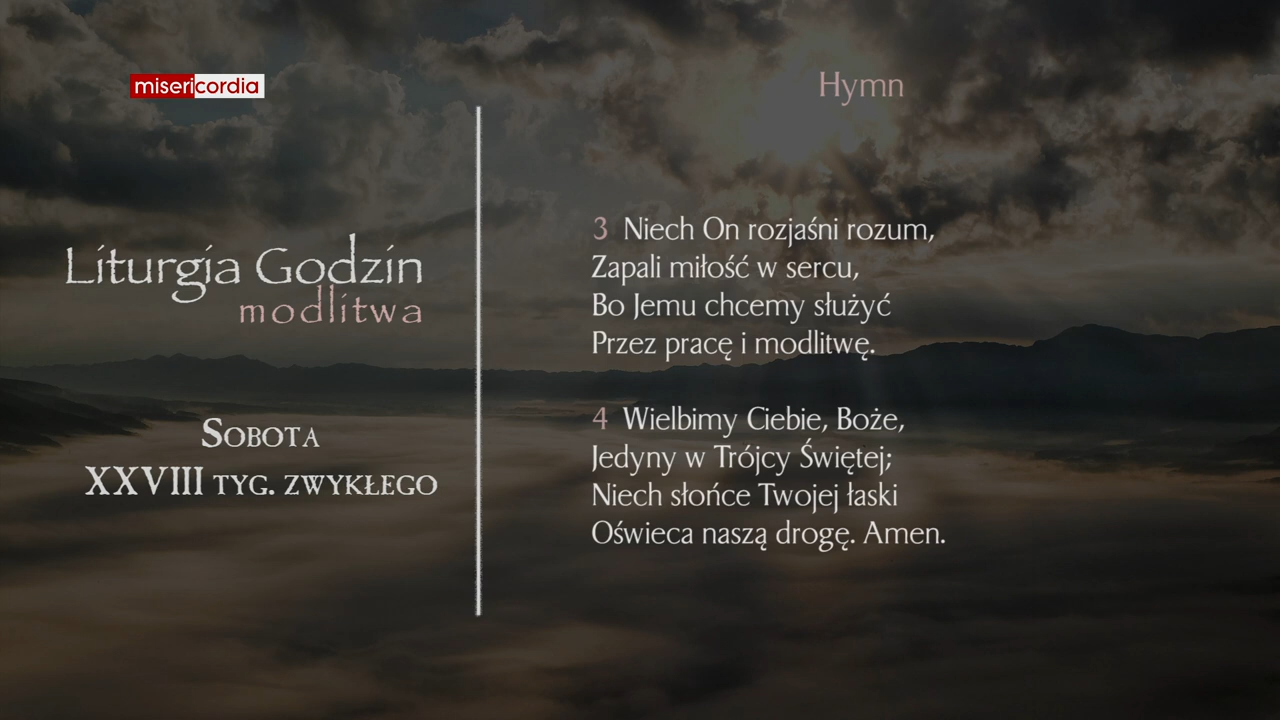 misericordia
Liturgia Godzin
modlitwa
Sobota
XXVIII tyg. zwykłego
Hymn
3 Niech On rozjaśni rozum,
Zapali miłość w sercu,
Bo Jemu chcemy służyć
Przez pracę i modlitwę.
4 Wielbimy Ciebie, Boże,
Jedyny w Trójcy Świętej;
Niech słońce Twojej łaski
Oświeca naszą drogę. Amen.